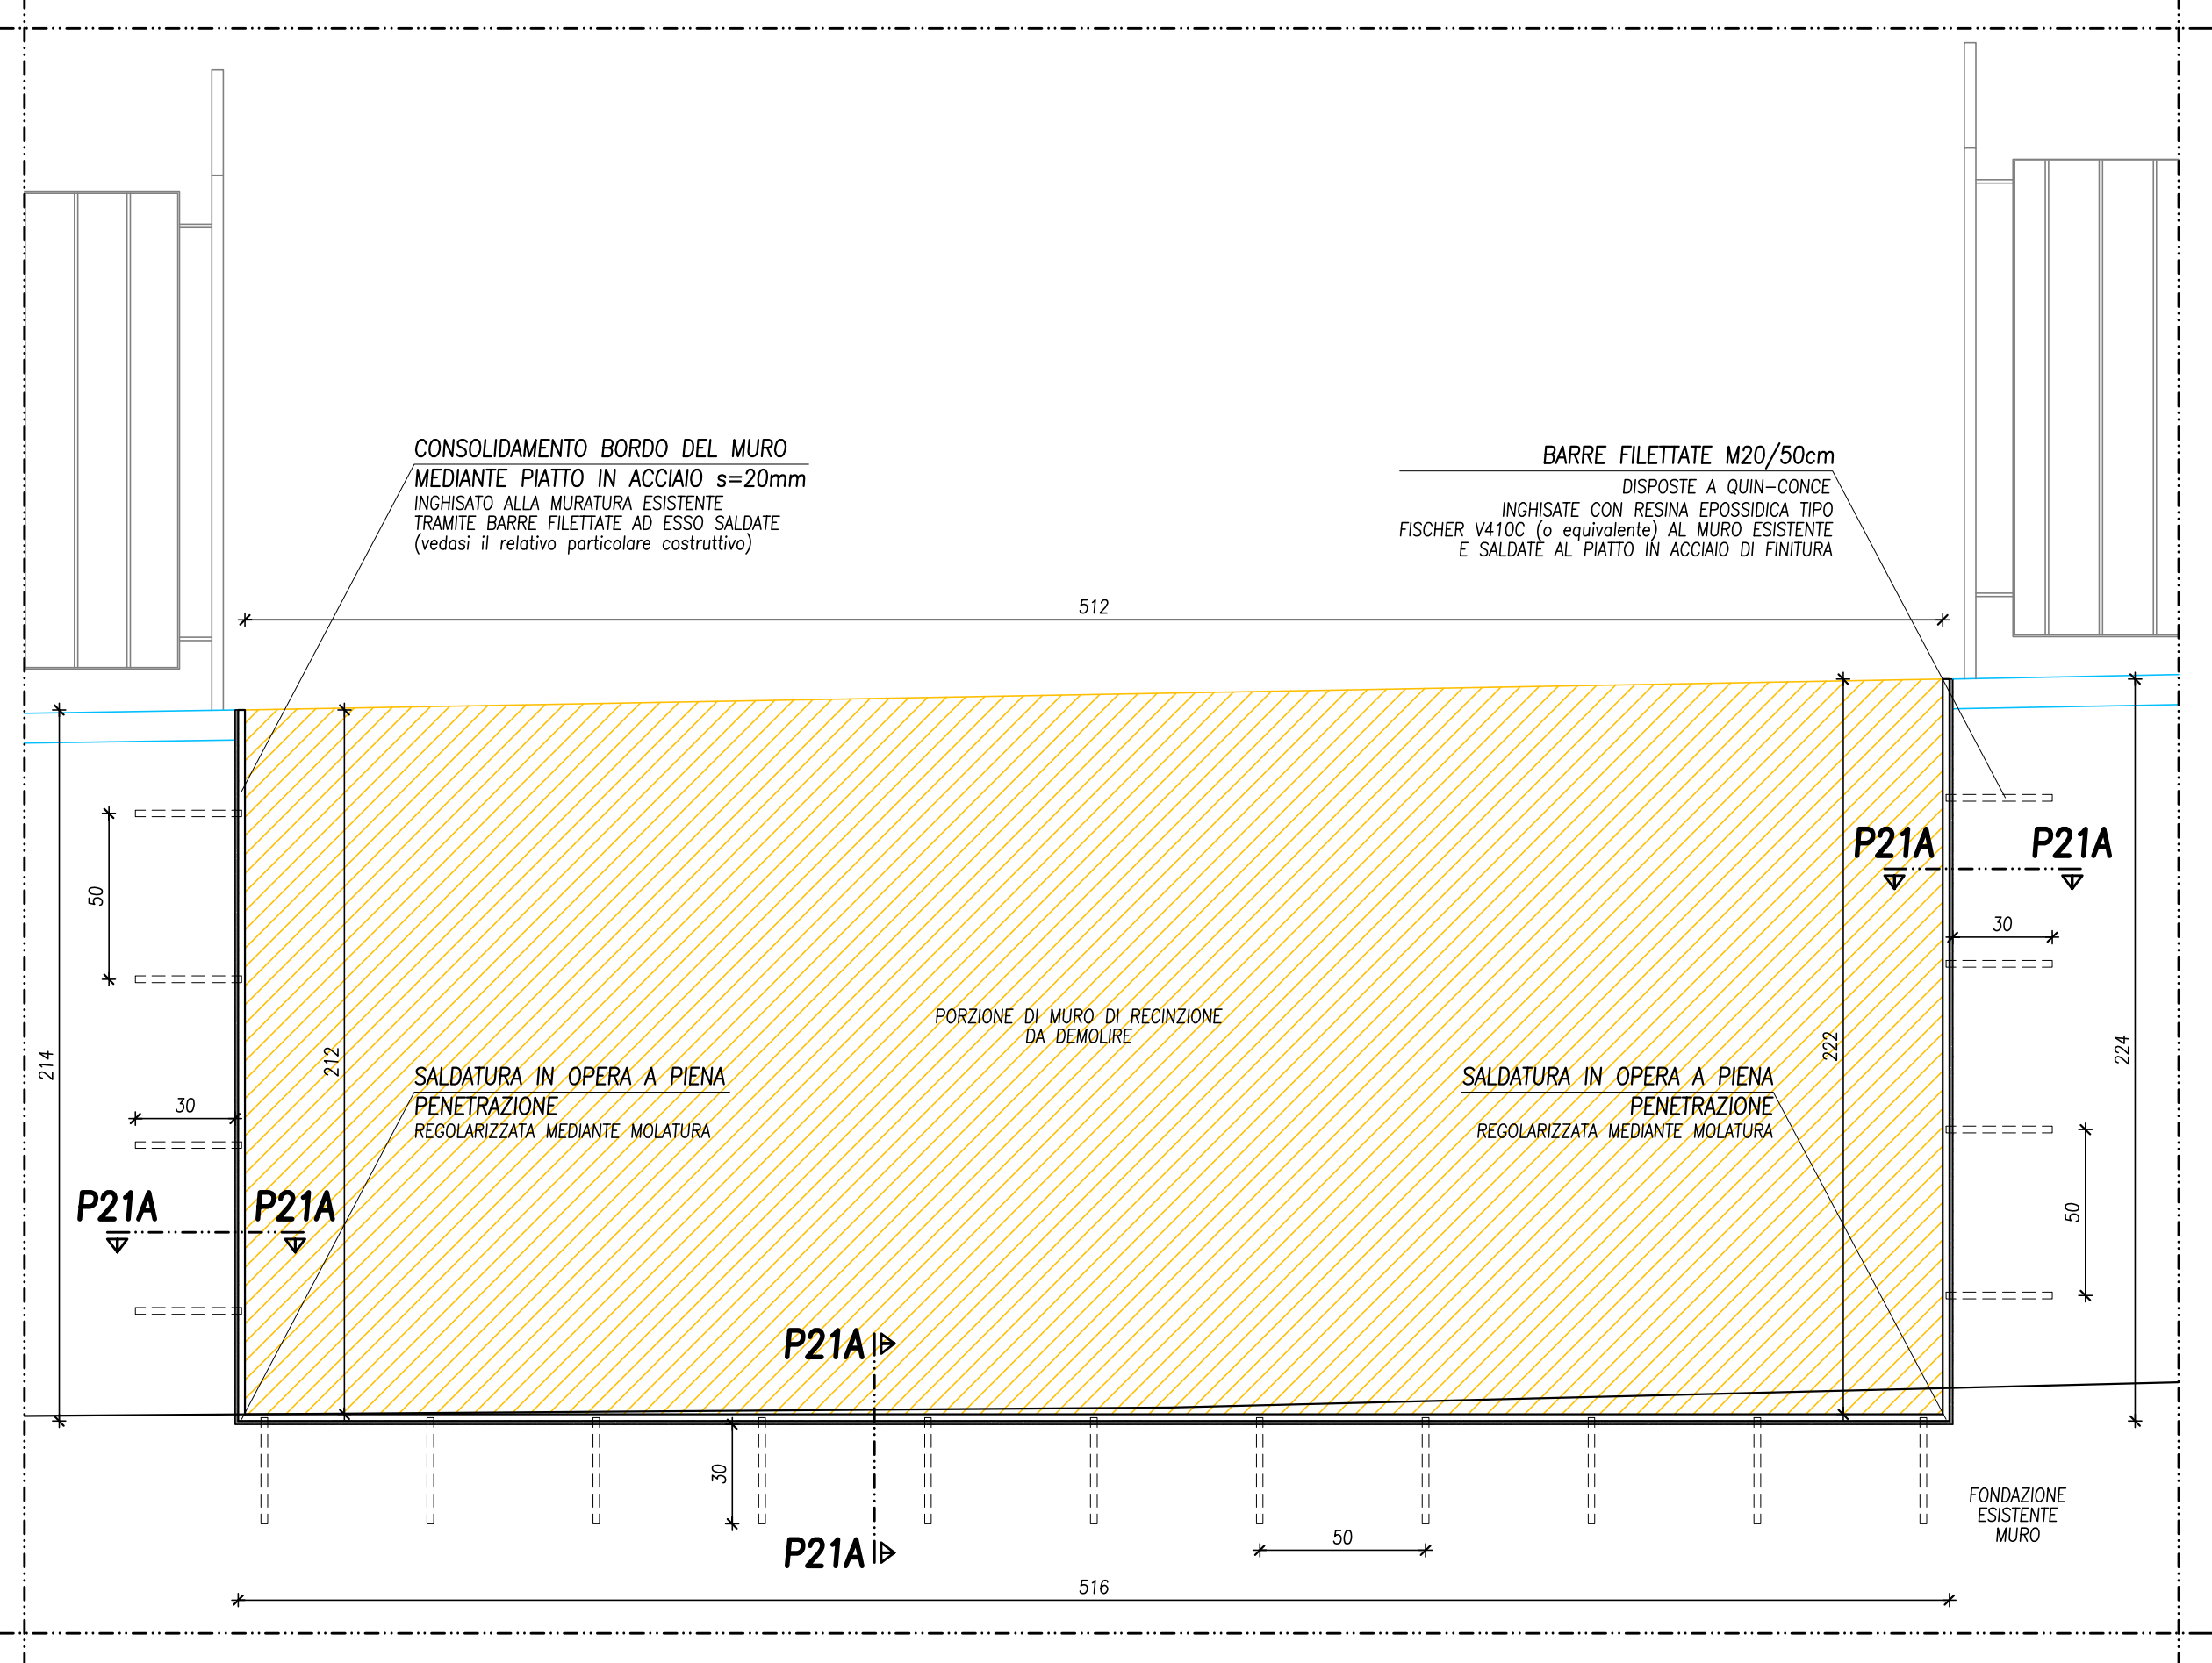 CONSOLIDAMENTO BORDO DEL MURO
MEDIANTE PIATTO IN ACCIAIO s=20mm
INGHISATO ALLA MURATURA ESISTENTE
TRAMITE BARRE FILETTATE AD ESSO SALDATE
(vedasi il relativo particolare costruttivo)
BARRE FILETTATE M20/50cm
DISPOSTE A QUIN-CONCE
INGHISATE CON RESINA EPOSSIDICA TIPO
FISCHER V410C (o equivalente) AL MURO ESISTENTE
E SALDATE AL PIATTO IN ACCIAIO DI FINITURA
512
P21A
P21A
50
30
PORZIONE DI MURO DI RECINZIONE
DA DEMOLIRE
214
212
222
224
SALDATURA IN OPERA A PIENA
PENETRAZIONE
REGOLARIZZATA MEDIANTE MOLATURA
SALDATURA IN OPERA A PIENA
PENETRAZIONE
REGOLARIZZATA MEDIANTE MOLATURA
30
P21A
P21A
50
P21A
30
FONDAZIONE
ESISTENTE
MURO
P21A
50
516